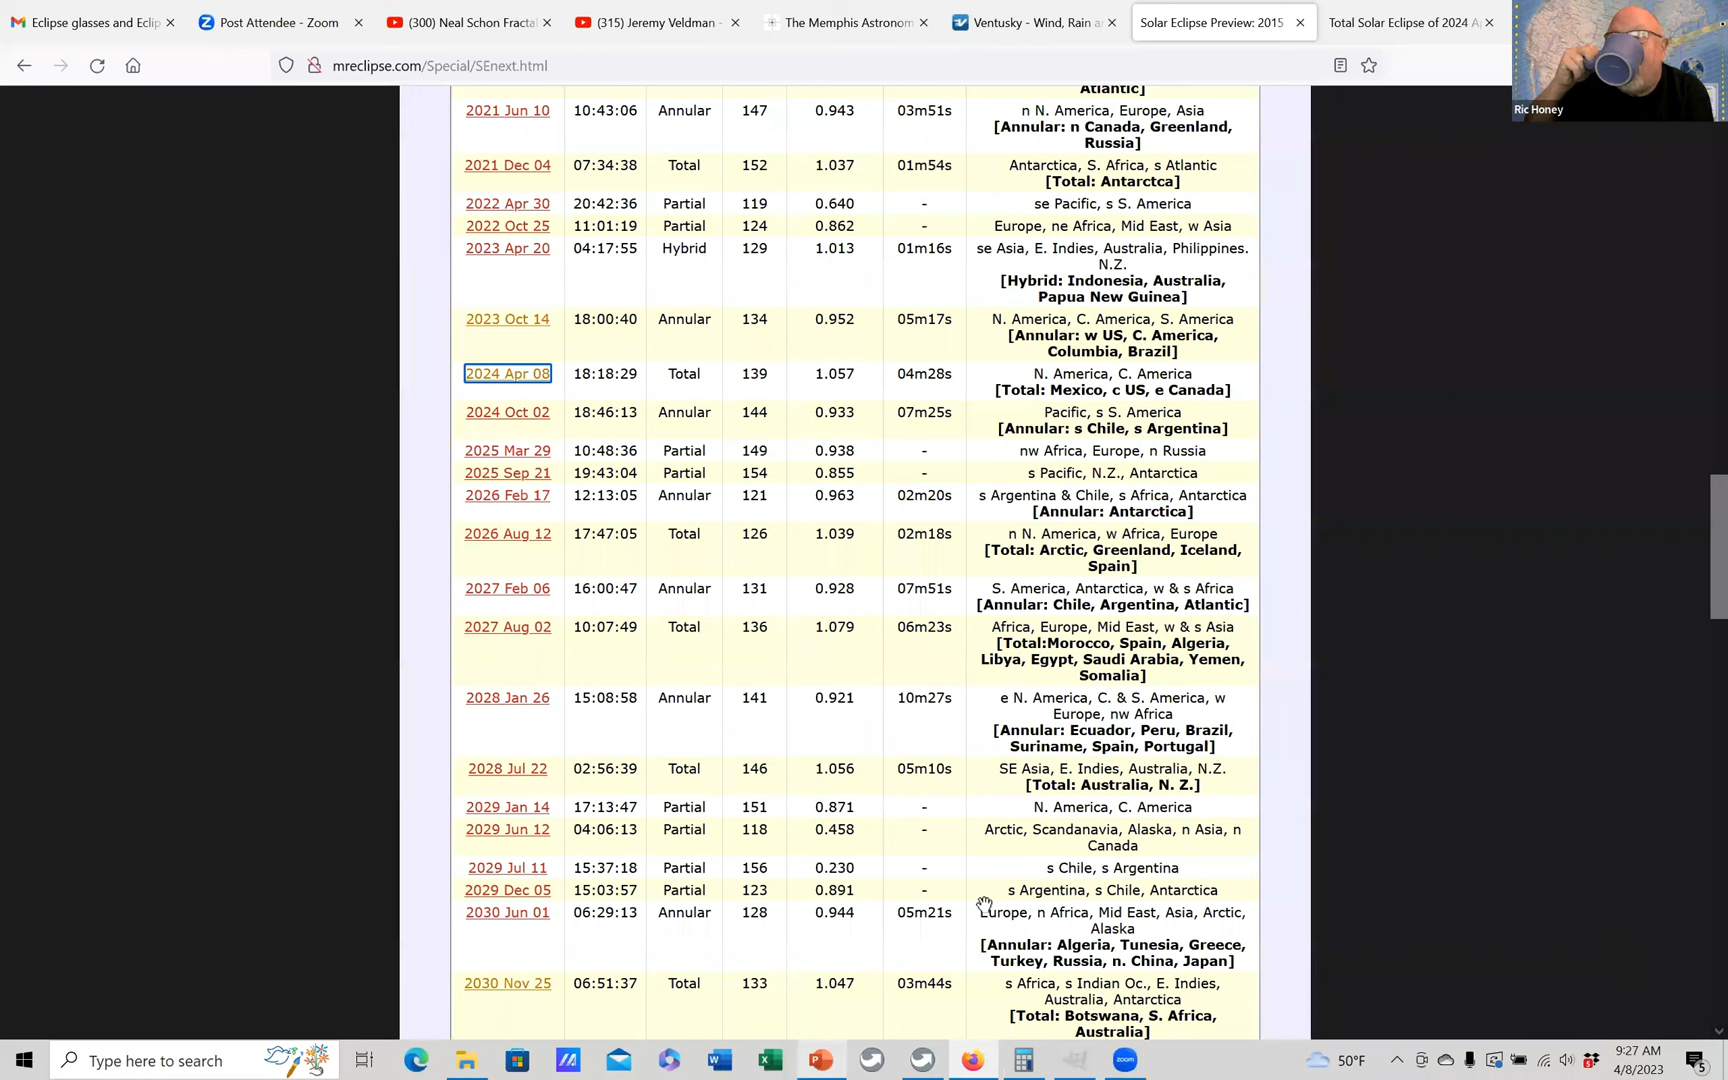 Eclipse glasses and Eclip
Post Attendee - Zoom
(300) Neal Schon Fractal
(315) Jeremy Veldman -
The Memphis Astronom
Ventusky - Wind, Rain a
Solar Eclipse Preview: 2015
Total Solar Eclipse of 2024 A
mreclipse.com/Special/SEnext.html
Ric Honey
Atlantic]
2021 Jun 10 10:43:06 Annular 147 0.943 03m51s n N. America, Europe, Asia
[Annular: n Canada, Greenland,
Russia]
2021 Dec 04 07:34:38 Total 152 1.037 01m54s Antarctica, S. Africa, s Atlantic
[Total: Antarctca]
2022 Apr 30 20:42:36 Partial 119 0.640 - se Pacific, s S. America
2022 Oct 25 11:01:19 Partial 124 0.862 - Europe, ne Africa, Mid East, w Asia
2023 Apr 20 04:17:55 Hybrid 129 1.013 01m16s se Asia, E. Indies, Australia, Philippines.
N.Z.
[Hybrid: Indonesia, Australia,
Papua New Guinea]
2023 Oct 14 18:00:40 Annular 134 0.952 05m17s N. America, C. America, S. America
[Annular: w US, C. America,
Columbia, Brazil]
2024 Apr 08 18:18:29 Total 139 1.057 04m28s N. America, C. America
[Total: Mexico, c US, e Canada]
2024 Oct 02 18:46:13 Annular 144 0.933 07m25s Pacific, s S. America
[Annular: s Chile, s Argentina]
2025 Mar 29 10:48:36 Partial 149 0.938 - nw Africa, Europe, n Russia
2025 Sep 21 19:43:04 Partial 154 0.855 - s Pacific, N.Z., Antarctica
2026 Feb 17 12:13:05 Annular 121 0.963 02m20s s Argentina & Chile, s Africa, Antarctica
[Annular: Antarctica]
2026 Aug 12 17:47:05 Total 126 1.039 02m18s n N. America, w Africa, Europe
[Total: Arctic, Greenland, Iceland,
Spain]
2027 Feb 06 16:00:47 Annular 131 0.928 07m51s S. America, Antarctica, w & s Africa
[Annular: Chile, Argentina, Atlantic]
2027 Aug 02 10:07:49 Total 136 1.079 06m23s Africa, Europe, Mid East, w & s Asia
[Total:Morocco, Spain, Algeria,
Libya, Egypt, Saudi Arabia, Yemen,
Somalia]
2028 Jan 26 15:08:58 Annular 141 0.921 10m27s e N. America, C. & S. America, w
Europe, nw Africa
[Annular: Ecuador, Peru, Brazil,
Suriname, Spain, Portugal]
2028 Jul 22 02:56:39 Total 146 1.056 05m10s SE Asia, E. Indies, Australia, N.Z.
[Total: Australia, N. Z.]
2029 Jan 14 17:13:47 Partial 151 0.871 - N. America, C. America
2029 Jun 12 04:06:13 Partial 118 0.458 - Arctic, Scandanavia, Alaska, n Asia, n
Canada
2029 Jul 11 15:37:18 Partial 156 0.230 - s Chile, s Argentina
2029 Dec 05 15:03:57 Partial 123 0.891 - s Argentina, s Chile, Antarctica
2030 Jun 01 06:29:13 Annular 128 0.944 05m21s Europe, n Africa, Mid East, Asia, Arctic,
Alaska
[Annular: Algeria, Tunesia, Greece,
Turkey, Russia, n. China, Japan]
2030 Nov 25 06:51:37 Total 133 1.047 03m44s s Africa, s Indian Oc., E. Indies,
Australia, Antarctica
[Total: Botswana, S. Africa,
Australia]
Type here to search
zoom
50°F
9:27 AM
4/8/2023
5